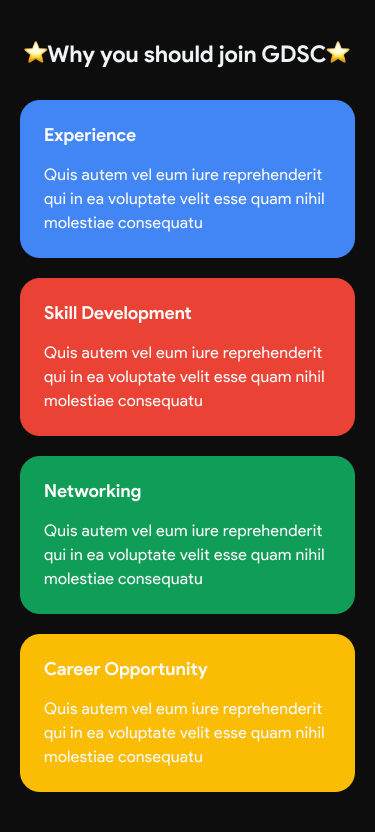 ⭐Why you should join GDSC⭐
Experience
Quis autem vel eum iure reprehenderit
qui in ea voluptate velit esse quam nihil
molestiae consequatu
Skill Development
Quis autem vel eum iure reprehenderit
qui in ea voluptate velit esse quam nihil
molestiae consequatu
Networking
Quis autem vel eum iure reprehenderit
qui in ea voluptate velit esse quam nihil
molestiae consequatu
Career Opportunity
Quis autem vel eum iure reprehenderit
qui in ea voluptate velit esse quam nihil
molestiae consequatu